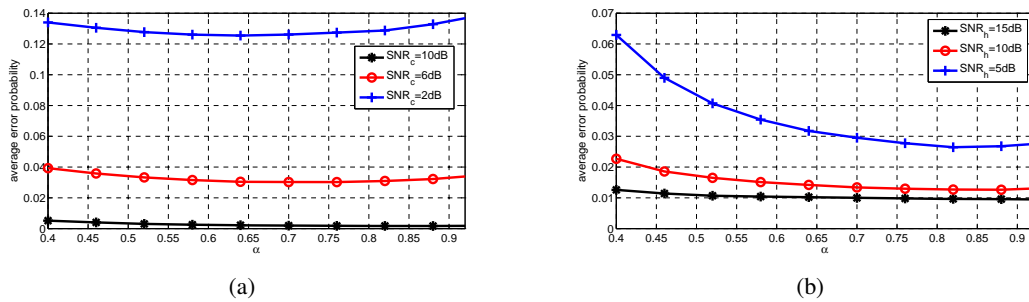 0.14
0.12
0.1
0.08
0.06
0.04
0.02
0
0.4 0.45 0.5 0.55 0.6 0.65 0.7 0.75 0.8 0.85 0.9
average error probability
α
SNR_c=10dB
SNR_c=6dB
SNR_c=2dB
(a)
0.07
0.06
0.05
0.04
0.03
0.02
0.01
0
0.4 0.45 0.5 0.55 0.6 0.65 0.7 0.75 0.8 0.85 0.9
average error probability
α
SNR_h=15dB
SNR_h=10dB
SNR_h=5dB
(b)